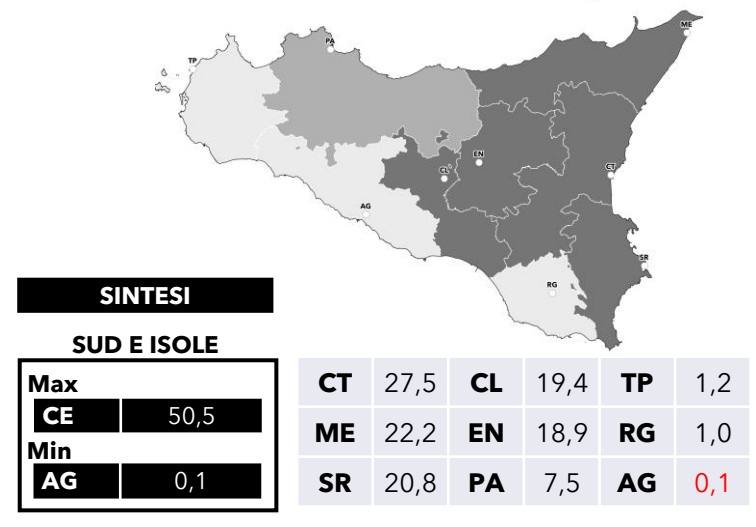 ME
PA
TP
EN
CL
CT
AG
SR
RG
SINTESI
SUD E ISOLE
Max
CE 50,5
Min
AG 0,1
CT 27,5 CL 19,4 TP 1,2
ME 22,2 EN 18,9 RG 1,0
SR 20,8 PA 7,5 AG 0,1